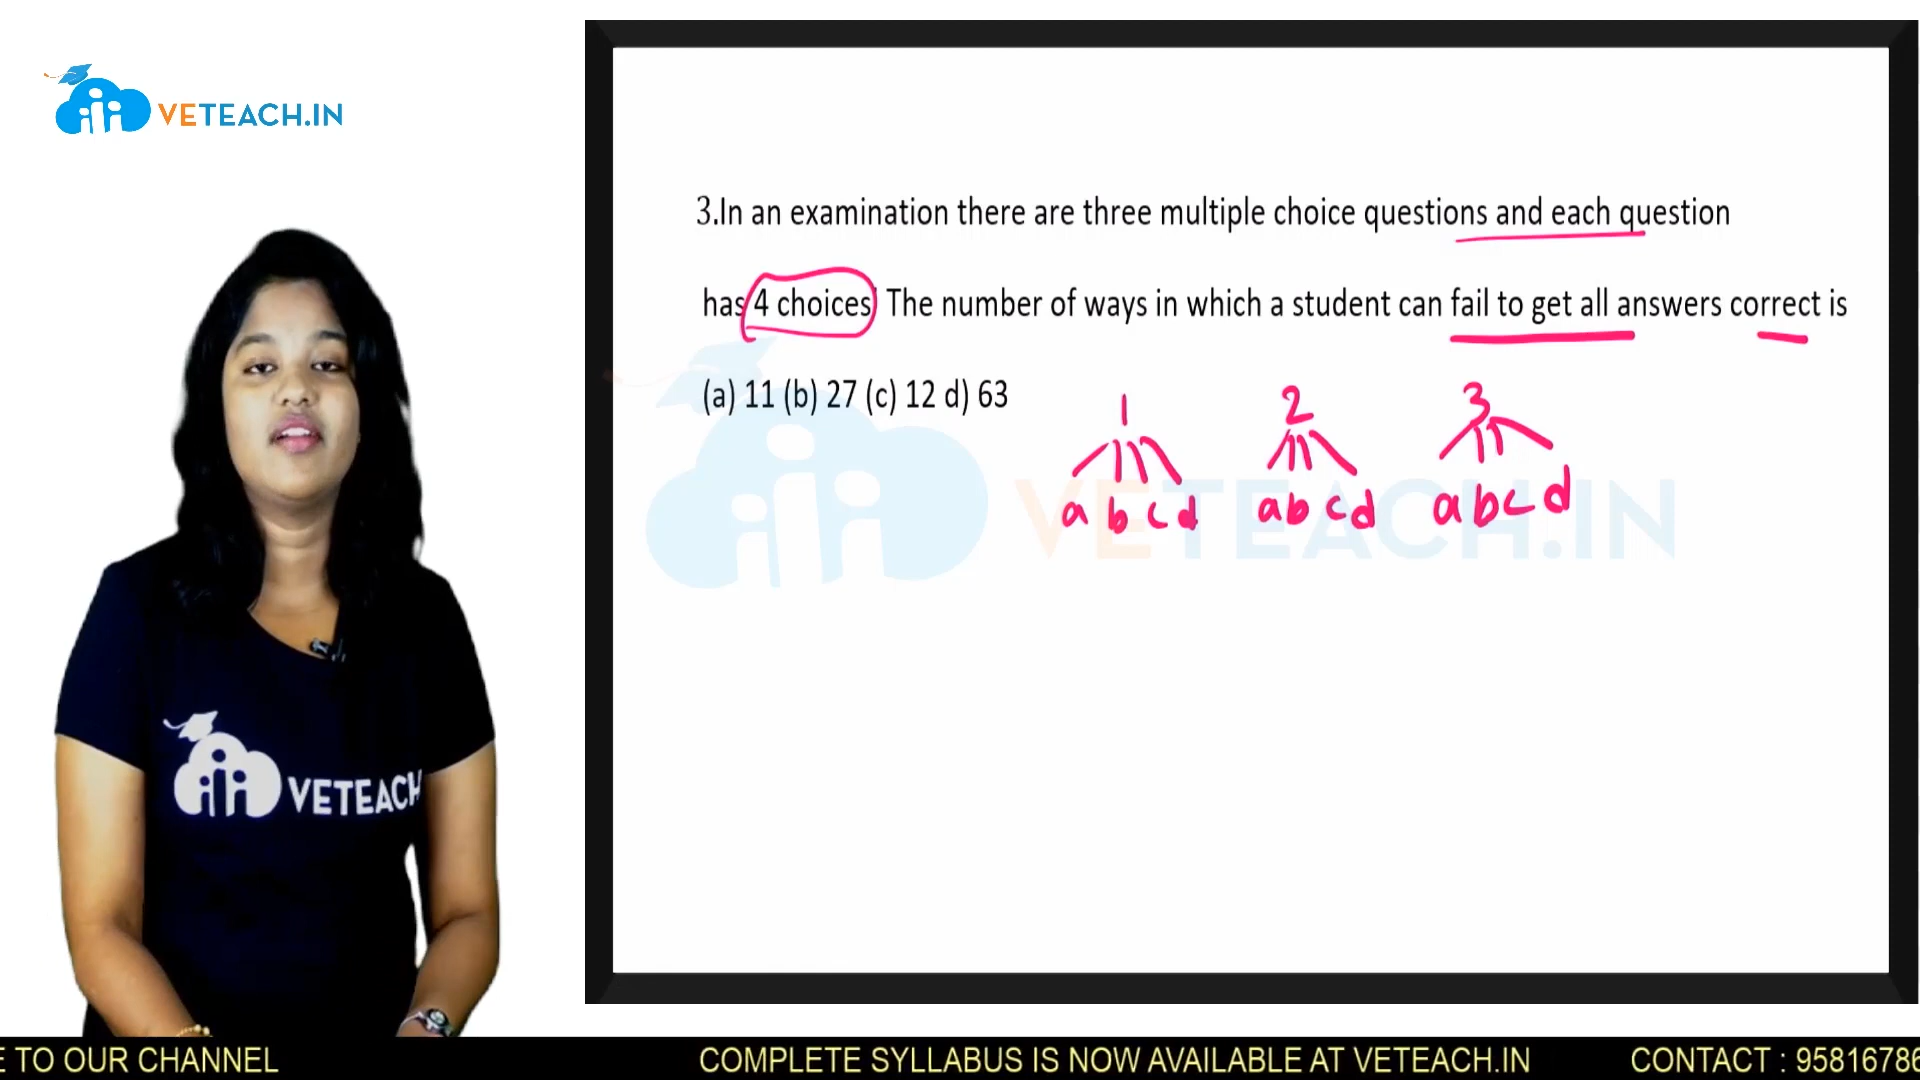 VETEACH.IN
3.In an examination there are three multiple choice questions and each question
has 4 choices. The number of ways in which a student can fail to get all answers correct is
(a) 11 (b) 27 (c) 12 d) 63
1 2 3
a b c d a b c d a b c d
VETEACH.IN
VETEACH
E TO OUR CHANNEL COMPLETE SYLLABUS IS NOW AVAILABLE AT VETEACH.IN CONTACT : 95816786